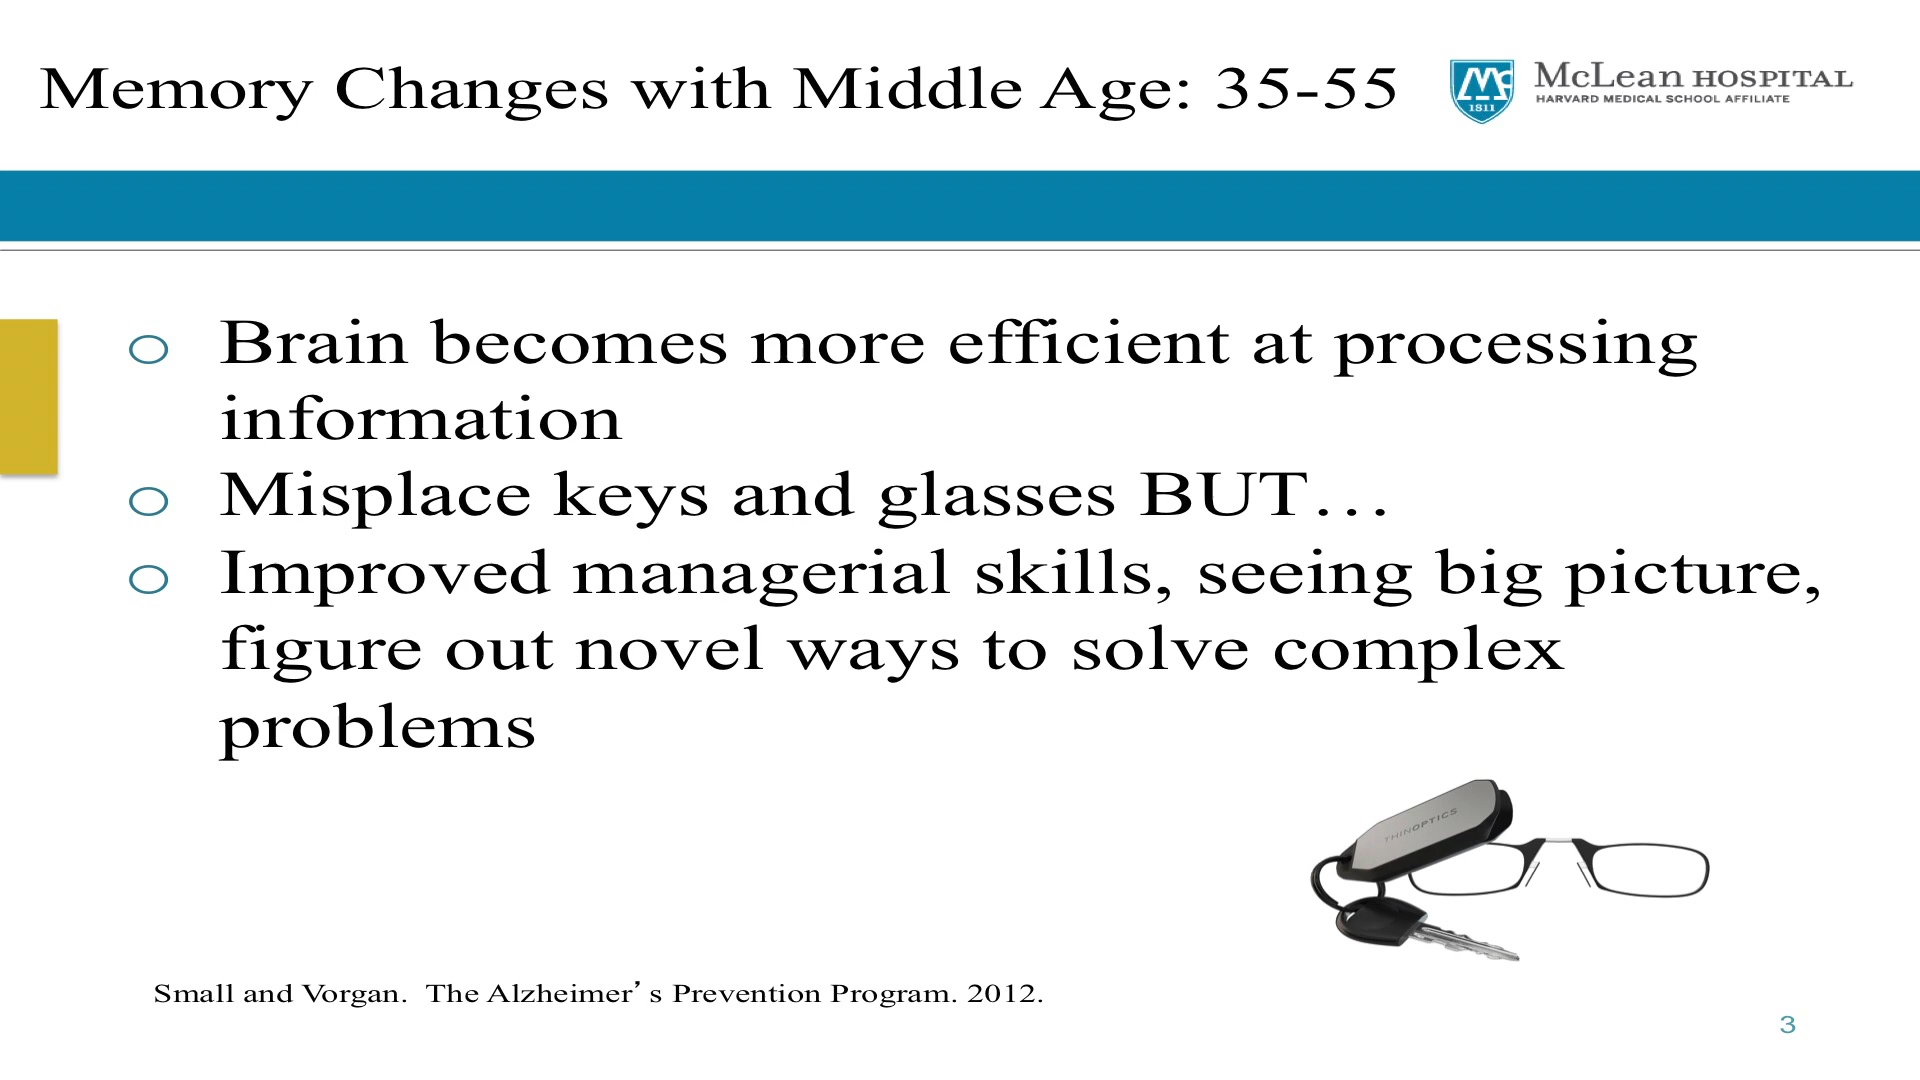 Memory Changes with Middle Age: 35-55
McLean HOSPITAL
HARVARD MEDICAL SCHOOL AFFILIATE
1811
o Brain becomes more efficient at processing
information
o Misplace keys and glasses BUT…
o Improved managerial skills, seeing big picture,
figure out novel ways to solve complex
problems
THINOPTICS
Small and Vorgan. The Alzheimer’s Prevention Program. 2012.
3